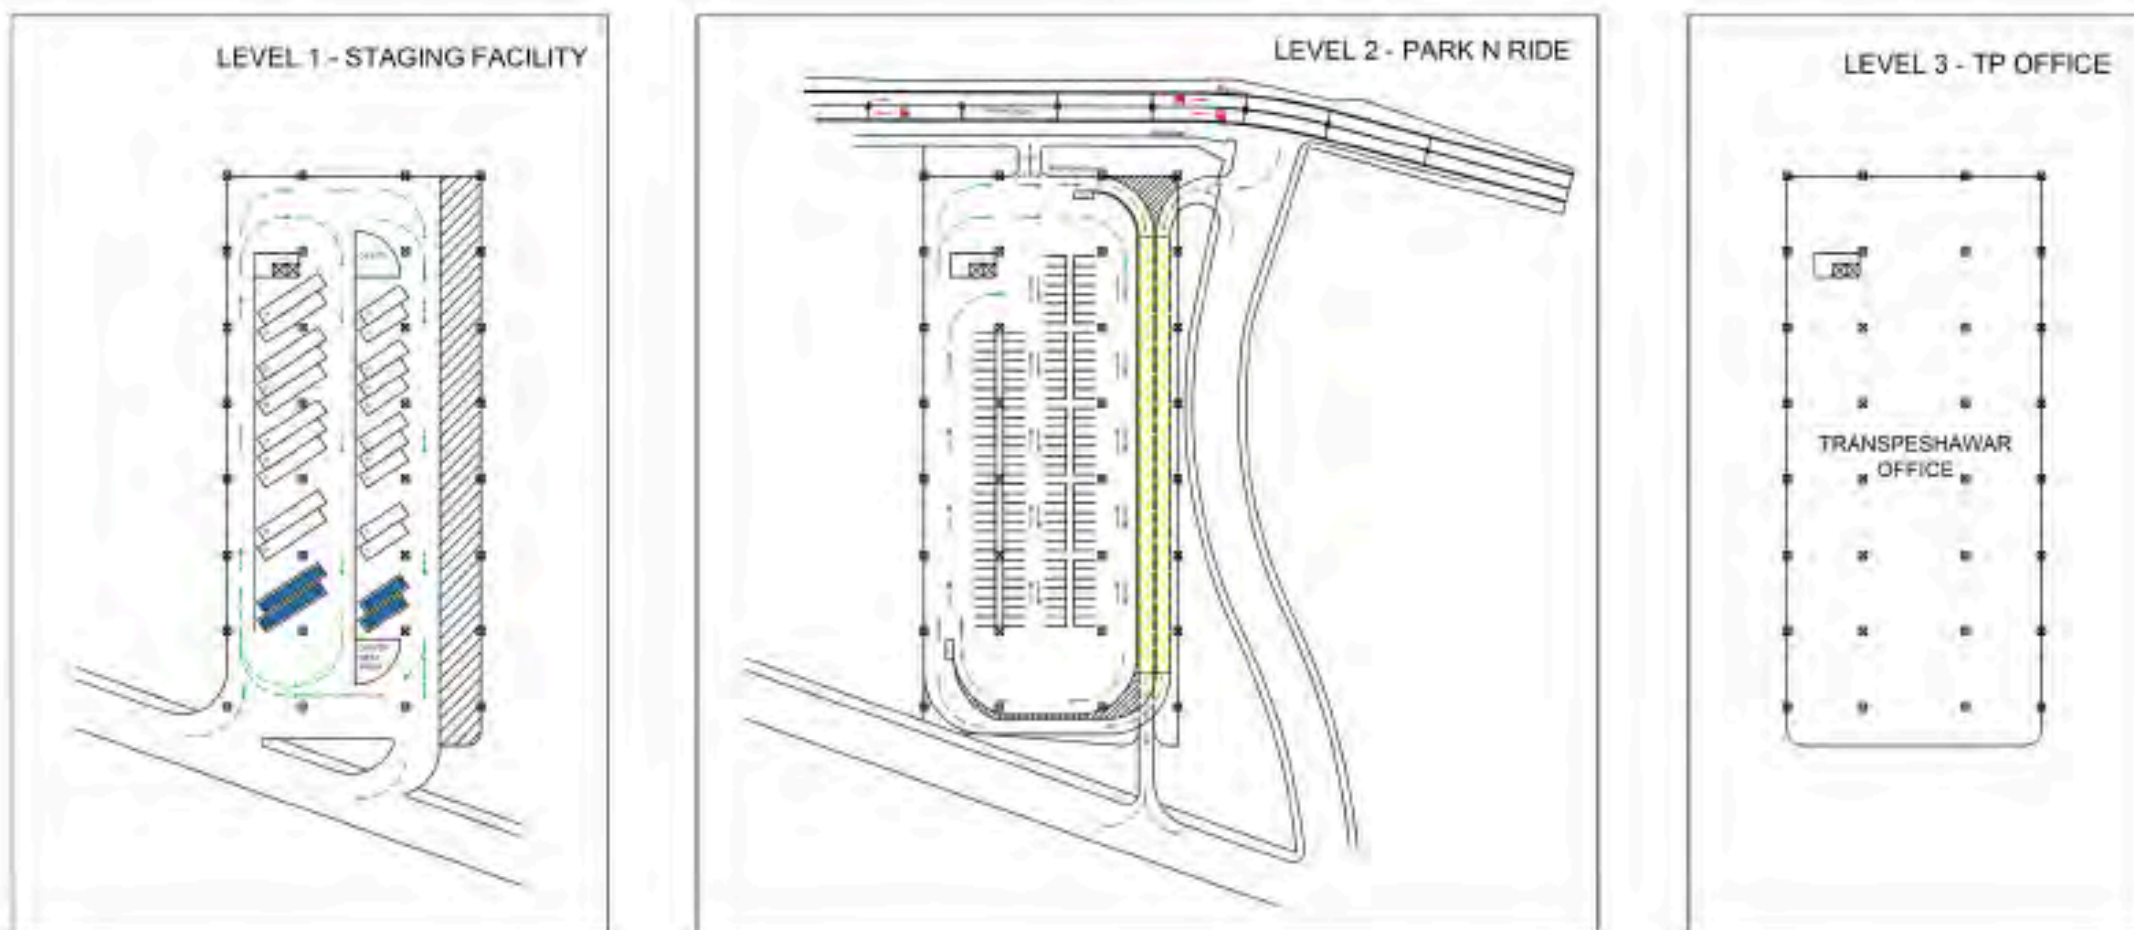 LEVEL 1 - STAGING FACILITY
LEVEL 2 - PARK N RIDE
LEVEL 3 - TP OFFICE
TRANSPESHAWAR
OFFICE